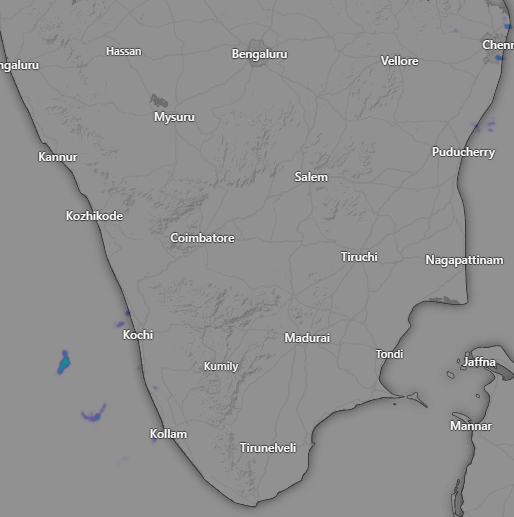 Hassan
Bengaluru
Chenn
ngaluru
Vellore
Mysuru
Kannur
Puducherry
Salem
Kozhikode
Coimbatore
Tiruchi
Nagapattinam
Kochi
Madurai
Tondi
Kumily
Jaffna
Mannar
Kollam
Tirunelveli